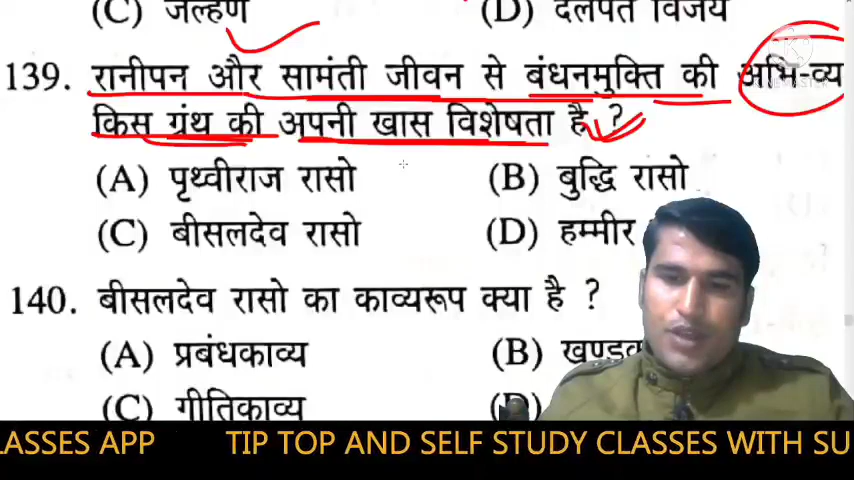 (C) जल्हण (D) दलपत विजय
139. रानीपन और सामंती जीवन से बंधनमुक्ति की अभि-व्य
किस ग्रंथ की अपनी खास विशेषता है ?
(A) पृथ्वीराज रासो (B) बुद्धि रासो
(C) बीसलदेव रासो (D) हम्मीर
140. बीसलदेव रासो का काव्यरूप क्या है ?
(A) प्रबंधकाव्य (B)
(C) गीतिकाव्य (D)
LASSES APP TIP TOP AND SELF STUDY CLASSES WITH SU